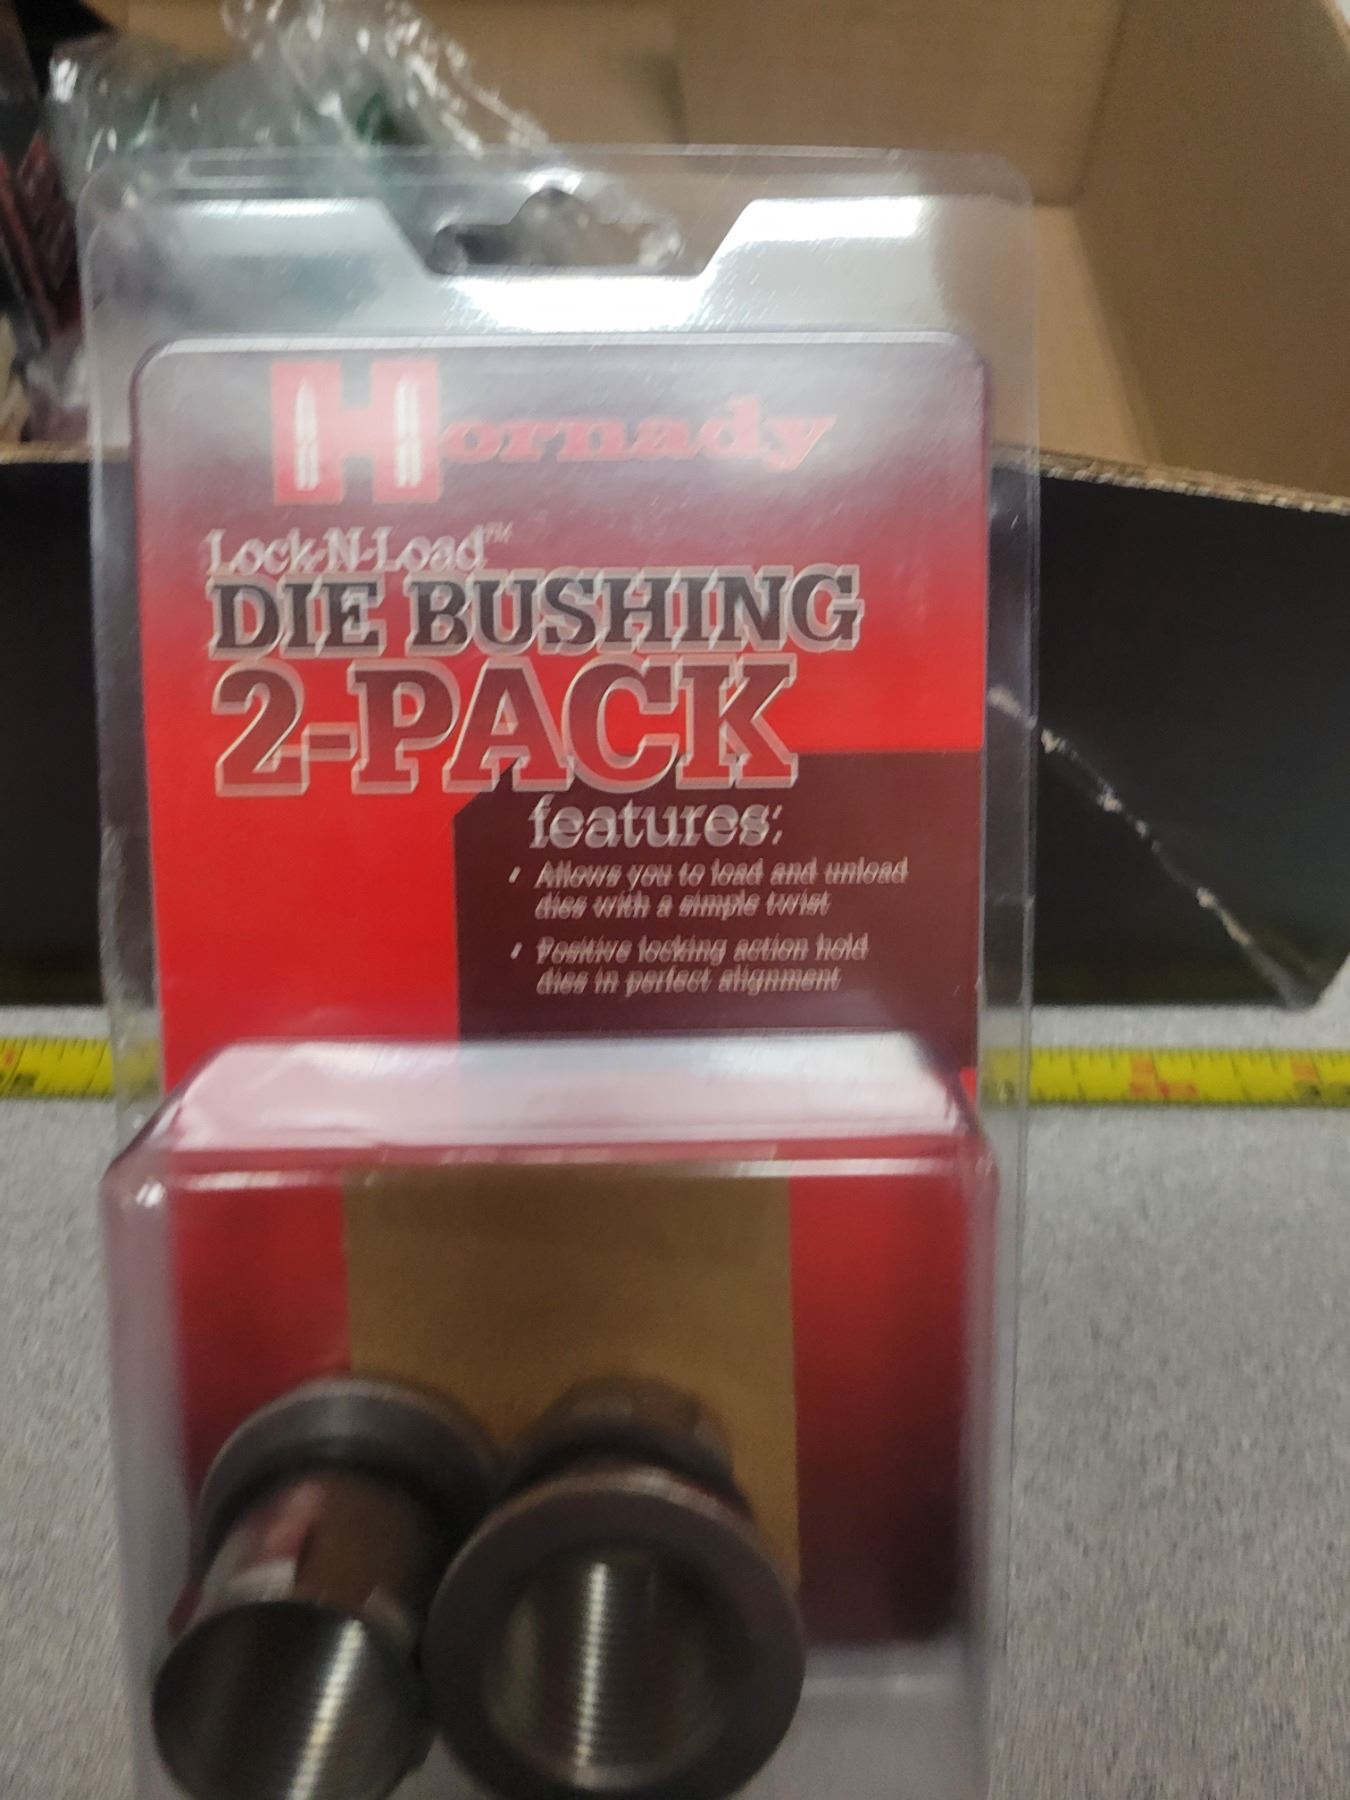 Hornady
Lock-N-Load™
DIE BUSHING
2-PACK
features:
• Allows you to load and unload
dies with a simple twist
• Positive locking action hold
dies in perfect alignment